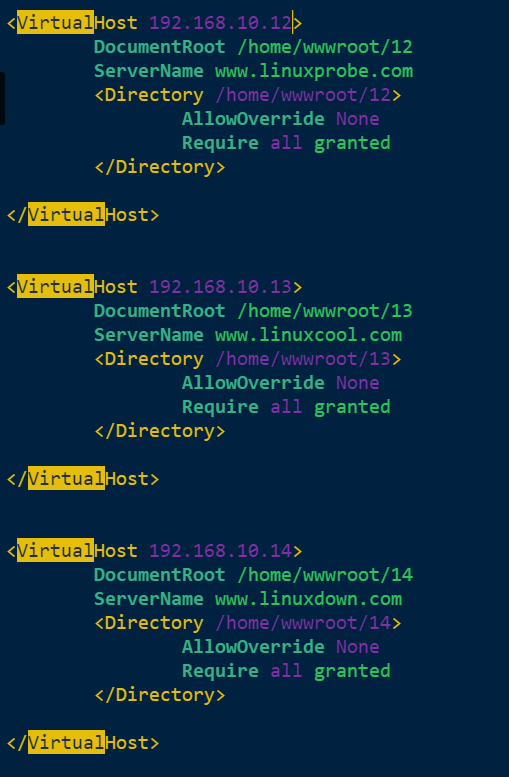 <VirtualHost 192.168.10.12>
DocumentRoot /home/wwwroot/12
ServerName www.linuxprobe.com
<Directory /home/wwwroot/12>
AllowOverride None
Require all granted
</Directory>
</VirtualHost>
<VirtualHost 192.168.10.13>
DocumentRoot /home/wwwroot/13
ServerName www.linuxcool.com
<Directory /home/wwwroot/13>
AllowOverride None
Require all granted
</Directory>
</VirtualHost>
<VirtualHost 192.168.10.14>
DocumentRoot /home/wwwroot/14
ServerName www.linuxdown.com
<Directory /home/wwwroot/14>
AllowOverride None
Require all granted
</Directory>
</VirtualHost>